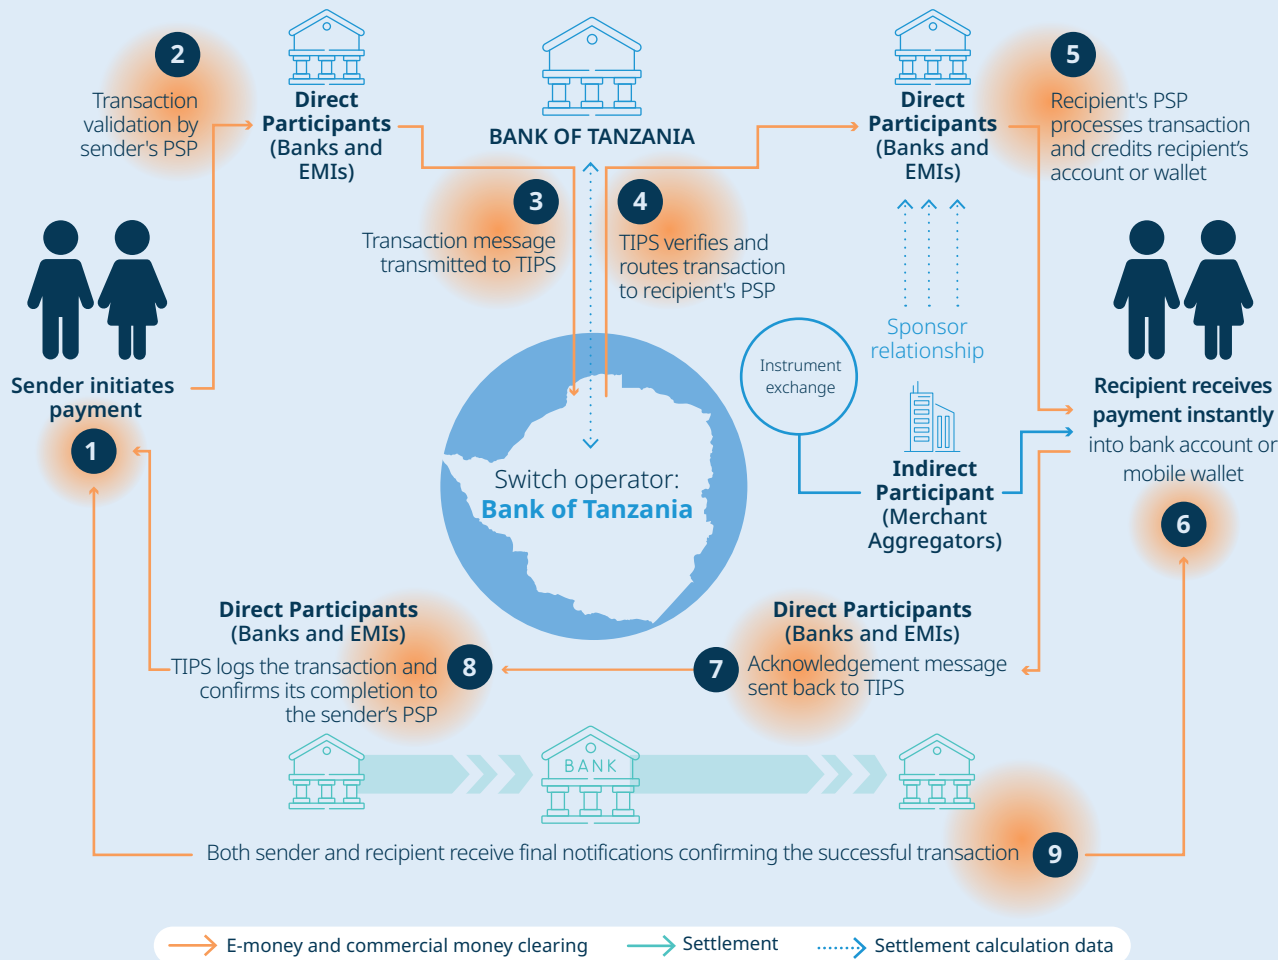 2
Transaction
validation by
sender's PSP
Direct
Participants
(Banks and
EMIs)
BANK OF TANZANIA
Direct
Participants
(Banks and
EMIs)
5
Recipient's PSP
processes transaction
and credits recipient’s
account or wallet
3
Transaction message
transmitted to TIPS
4
TIPS verifies and
routes transaction
to recipient's PSP
Sender initiates
payment
1
Instrument
exchange
Sponsor
relationship
Indirect
Participant
(Merchant
Aggregators)
Recipient receives
payment instantly
into bank account or
mobile wallet
6
Switch operator:
Bank of Tanzania
Direct Participants
(Banks and EMIs)
TIPS logs the transaction and
confirms its completion to
the sender’s PSP
8
Direct Participants
(Banks and EMIs)
7
Acknowledgement message
sent back to TIPS
BANK
Both sender and recipient receive final notifications confirming the successful transaction
9
E-money and commercial money clearing
Settlement
Settlement calculation data